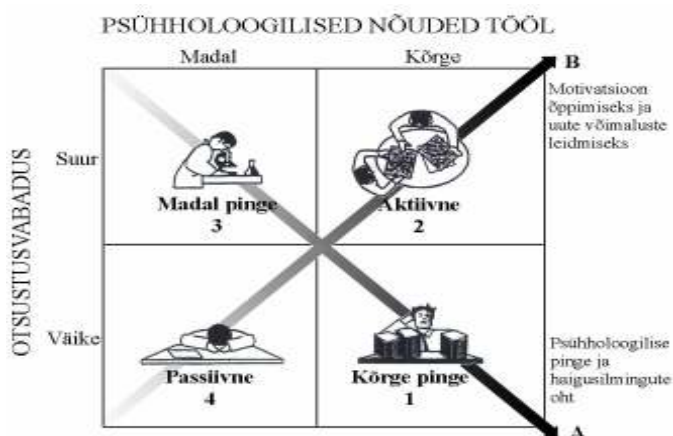 PSÜHHOLOOGILISED NÕUDED TÖÖL
Madal
Kõrge
B
Motivatsioon
õppimiseks ja
uute võimaluste
leidmiseks
OTSUSTUSVABADUS
Suur
Madal pinge
3
Aktiivne
2
Väike
Passiivne
4
Kõrge pinge
1
Psühholoogilise
pinge ja
haigusilmingute
oht
A